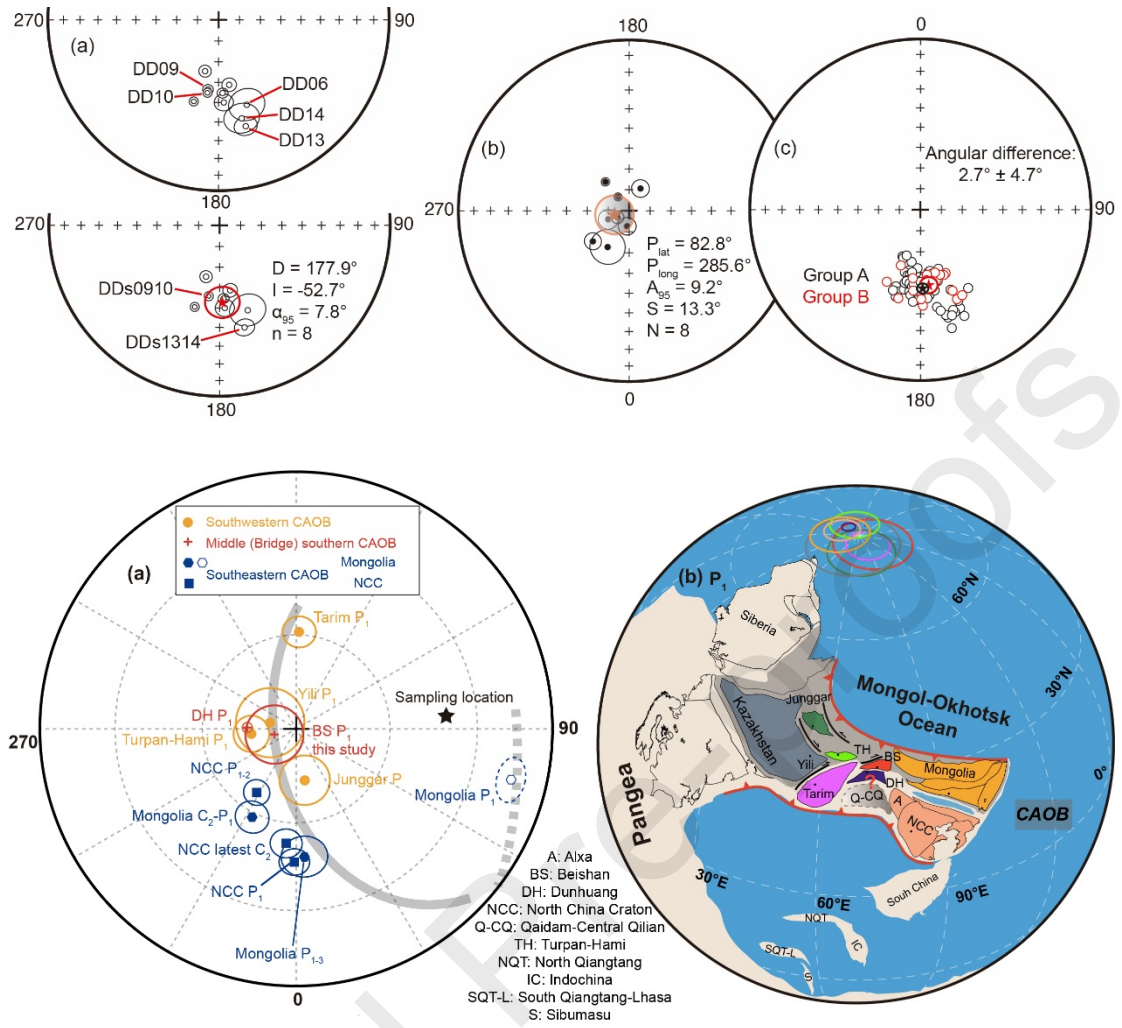 270
90
(a)
DD09
DD10
DD06
DD14
DD13
180
270
90
DDs0910
DDs1314
D = 177.9°
I = -52.7°
α95 = 7.8°
n = 8
180
180
(b)
270
Plat = 82.8°
Plong = 285.6°
A95 = 9.2°
S = 13.3°
N = 8
0
0
(c)
Angular difference:
2.7° ± 4.7°
90
Group A
Group B
180
(a)
Southwestern CAOB
Middle (Bridge) southern CAOB
Mongolia
Southeastern CAOB
NCC
Tarim P1
Yili P1
Sampling location
DH P1
270
90
BS P1
this study
Turpan-Hami P1
NCC P1-2
Junggar P
Mongolia P1
Mongolia C2-P1
NCC latest C2
NCC P1
Mongolia P1-3
0
A: Alxa
BS: Beishan
DH: Dunhuang
NCC: North China Craton
Q-CQ: Qaidam-Central Qilian
TH: Turpan-Hami
NQT: North Qiangtang
IC: Indochina
SQT-L: South Qiangtang-Lhasa
S: Sibumasu
(b) P1
60°N
Siberia
30°N
Mongol-Okhotsk
Ocean
Junggar
Kazakhstan
TH
BS
Mongolia
0°
Yili
DH
Tarim
?
Q-CQ
A
CAOB
NCC
Pangea
Souh China
30°E
60°E
90°E
NQT
IC
SQT-L
S
l Pre-proofs